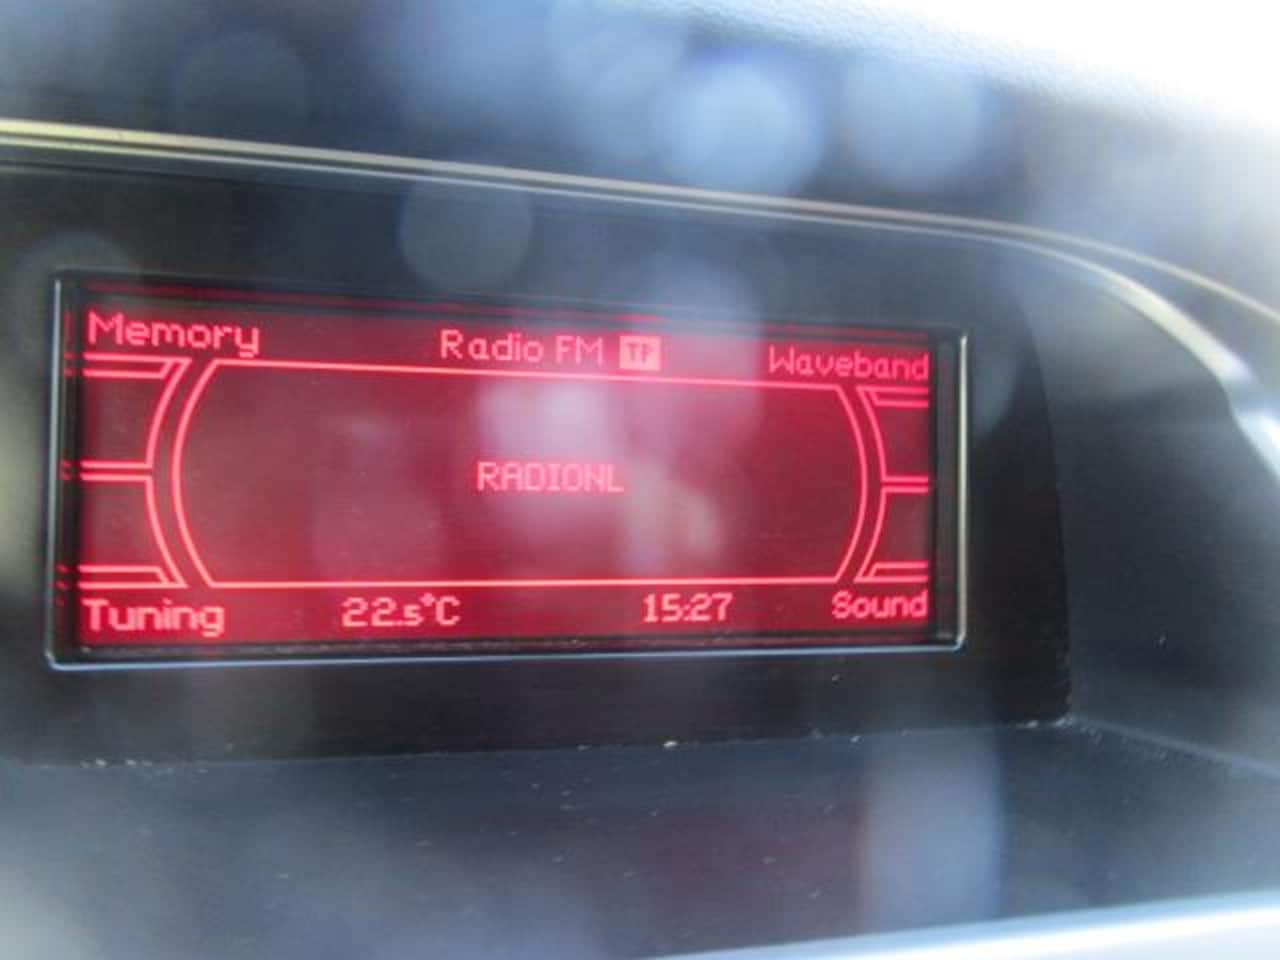 Memory
Radio FM TP
Waveband
RADIONL
Tuning
22.5°C
15:27
Sound